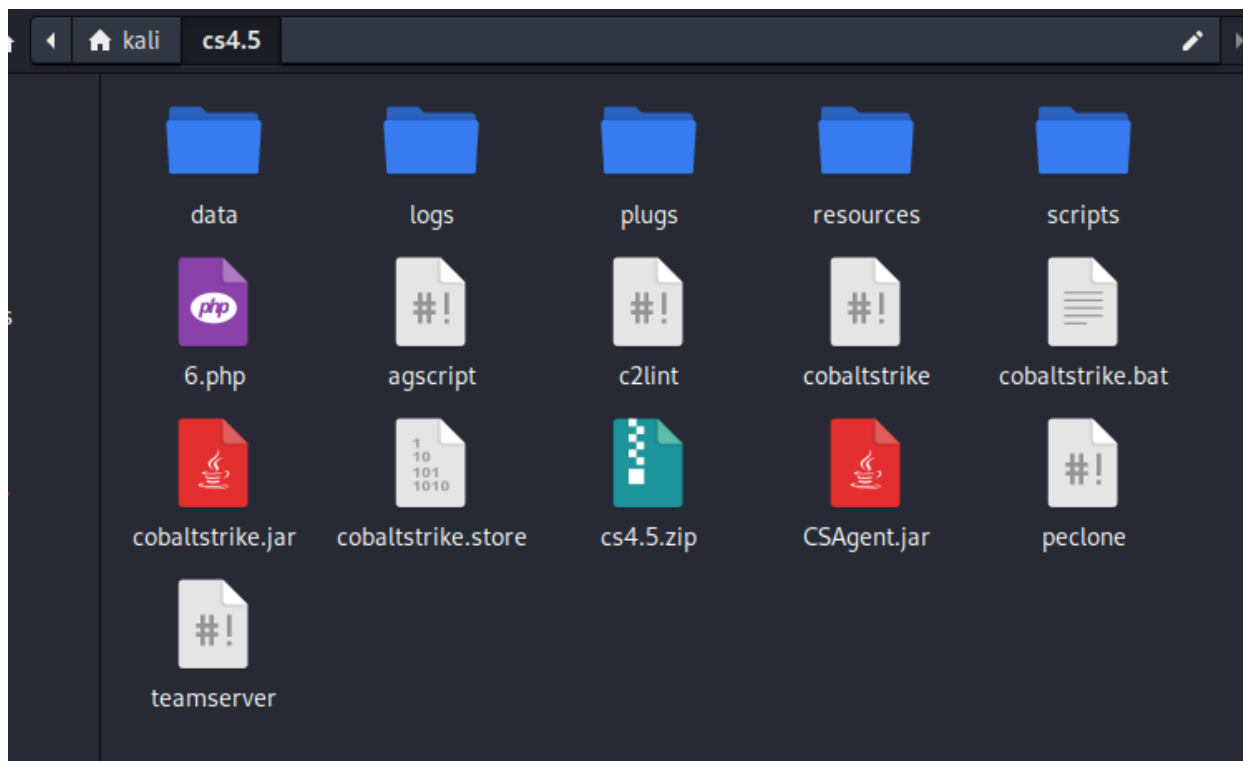 kali cs4.5
data logs plugs resources scripts
php #! #! #!
6.php agscript c2lint cobaltstrike cobaltstrike.bat
1
10
101
1010
#!
cobaltstrike.jar cobaltstrike.store cs4.5.zip CSAgent.jar peclone
#!
teamserver